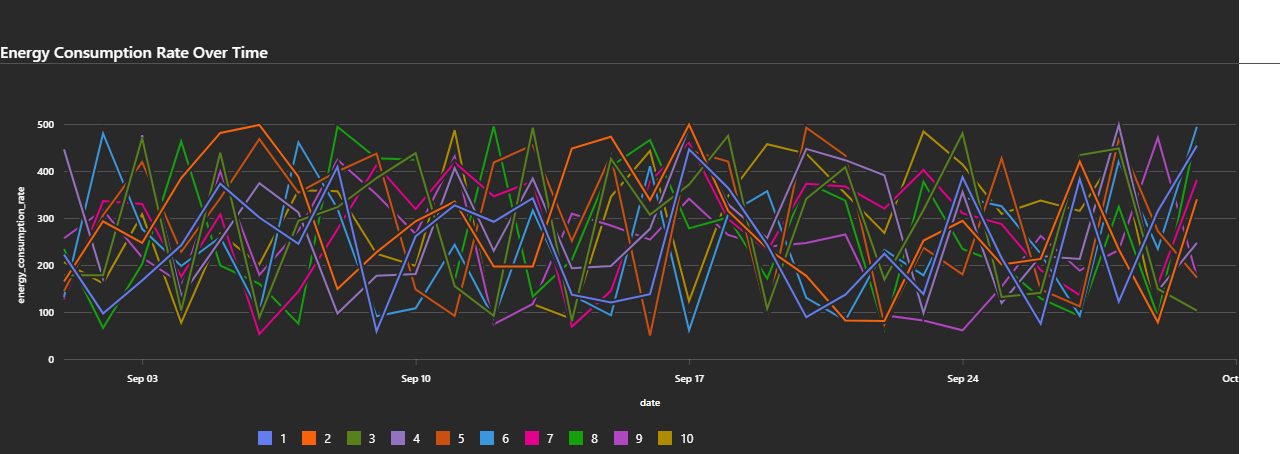 Energy Consumption Rate Over Time
500
400
300
200
100
0
energy_consumption_rate
Sep 03 Sep 10 Sep 17 Sep 24 Oct
date
1 2 3 4 5 6 7 8 9 10